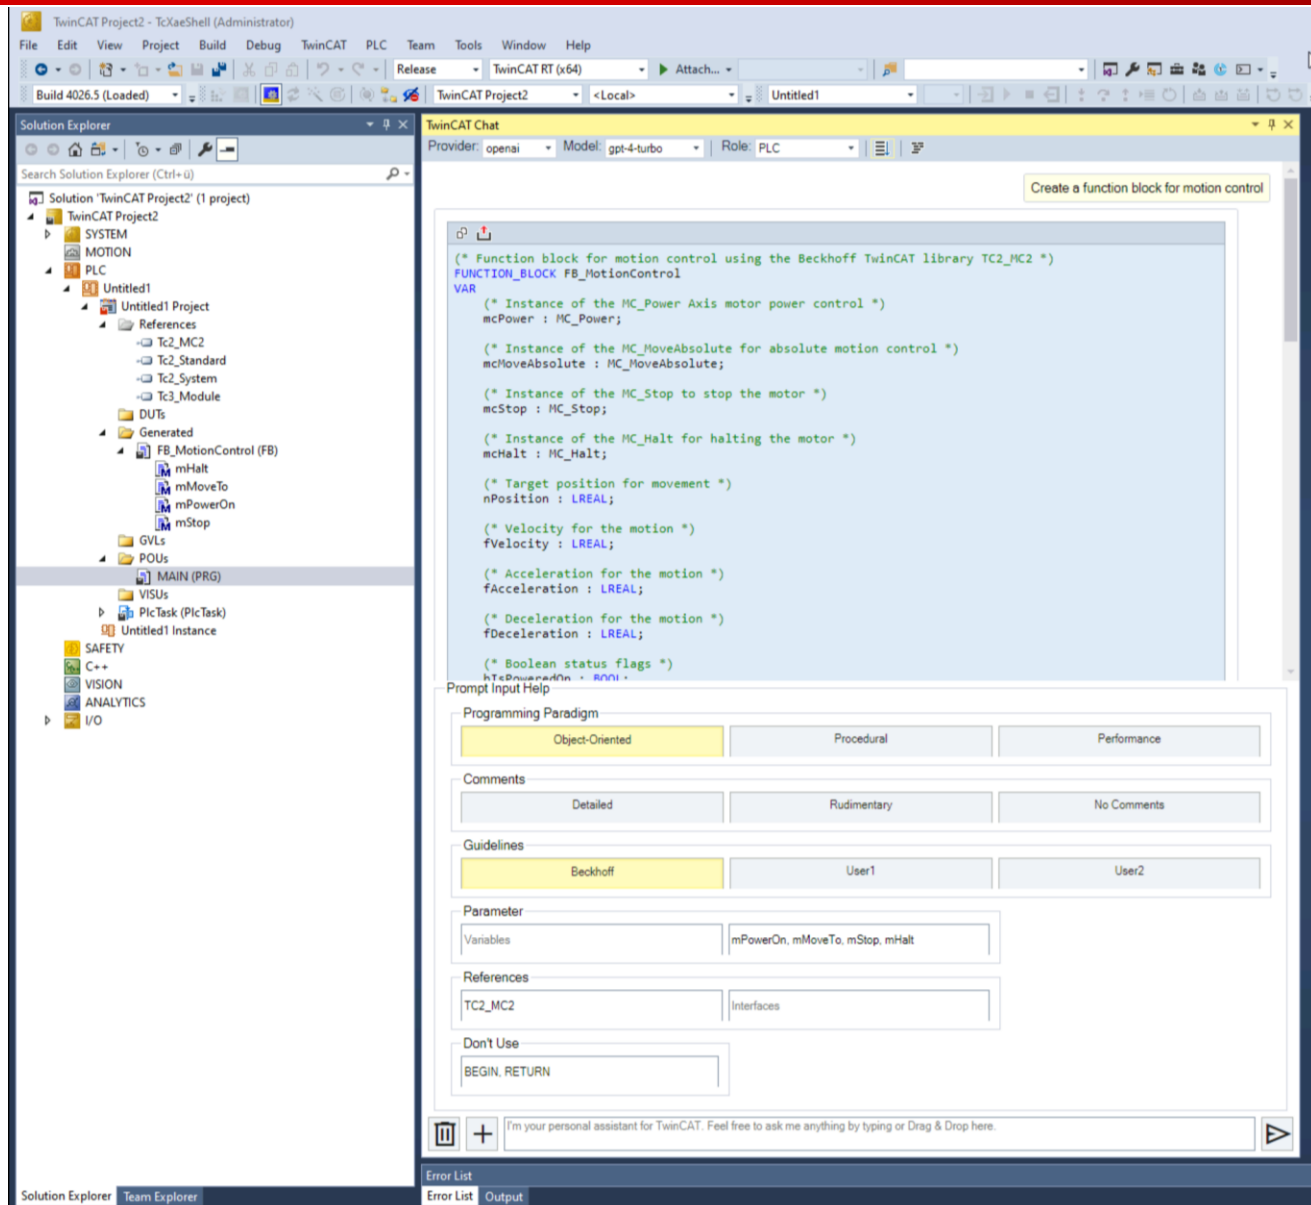 TwinCAT Project2 - TcXaeShell (Administrator)
File Edit View Project Build Debug TwinCAT PLC Team Tools Window Help
Release TwinCAT RT (x64) Attach...
Build 4026.5 (Loaded) TwinCAT Project2 <Local> Untitled1
Solution Explorer
Search Solution Explorer (Ctrl+ü)
Solution 'TwinCAT Project2' (1 project)
TwinCAT Project2
SYSTEM
MOTION
PLC
Untitled1
Untitled1 Project
References
Tc2_MC2
Tc2_Standard
Tc2_System
Tc3_Module
DUTs
Generated
FB_MotionControl (FB)
mHalt
mMoveTo
mPowerOn
mStop
GVLs
POUs
MAIN (PRG)
VISUs
PlcTask (PlcTask)
Untitled1 Instance
SAFETY
C++
VISION
ANALYTICS
I/O
Solution Explorer Team Explorer
TwinCAT Chat
Provider: openai Model: gpt-4-turbo Role: PLC
Create a function block for motion control
(* Function block for motion control using the Beckhoff TwinCAT library TC2_MC2 *)
FUNCTION_BLOCK FB_MotionControl
VAR
(* Instance of the MC_Power Axis motor power control *)
mcPower : MC_Power;
(* Instance of the MC_MoveAbsolute for absolute motion control *)
mcMoveAbsolute : MC_MoveAbsolute;
(* Instance of the MC_Stop to stop the motor *)
mcStop : MC_Stop;
(* Instance of the MC_Halt for halting the motor *)
mcHalt : MC_Halt;
(* Target position for movement *)
nPosition : LREAL;
(* Velocity for the motion *)
fVelocity : LREAL;
(* Acceleration for the motion *)
fAcceleration : LREAL;
(* Deceleration for the motion *)
fDeceleration : LREAL;
(* Boolean status flags *)
bIsPoweredOn : BOOL;
Prompt Input Help
Programming Paradigm
Object-Oriented Procedural Performance
Comments
Detailed Rudimentary No Comments
Guidelines
Beckhoff User1 User2
Parameter
Variables mPowerOn, mMoveTo, mStop, mHalt
References
TC2_MC2 Interfaces
Don't Use
BEGIN, RETURN
I'm your personal assistant for TwinCAT. Feel free to ask me anything by typing or Drag & Drop here.
Error List
Error List Output